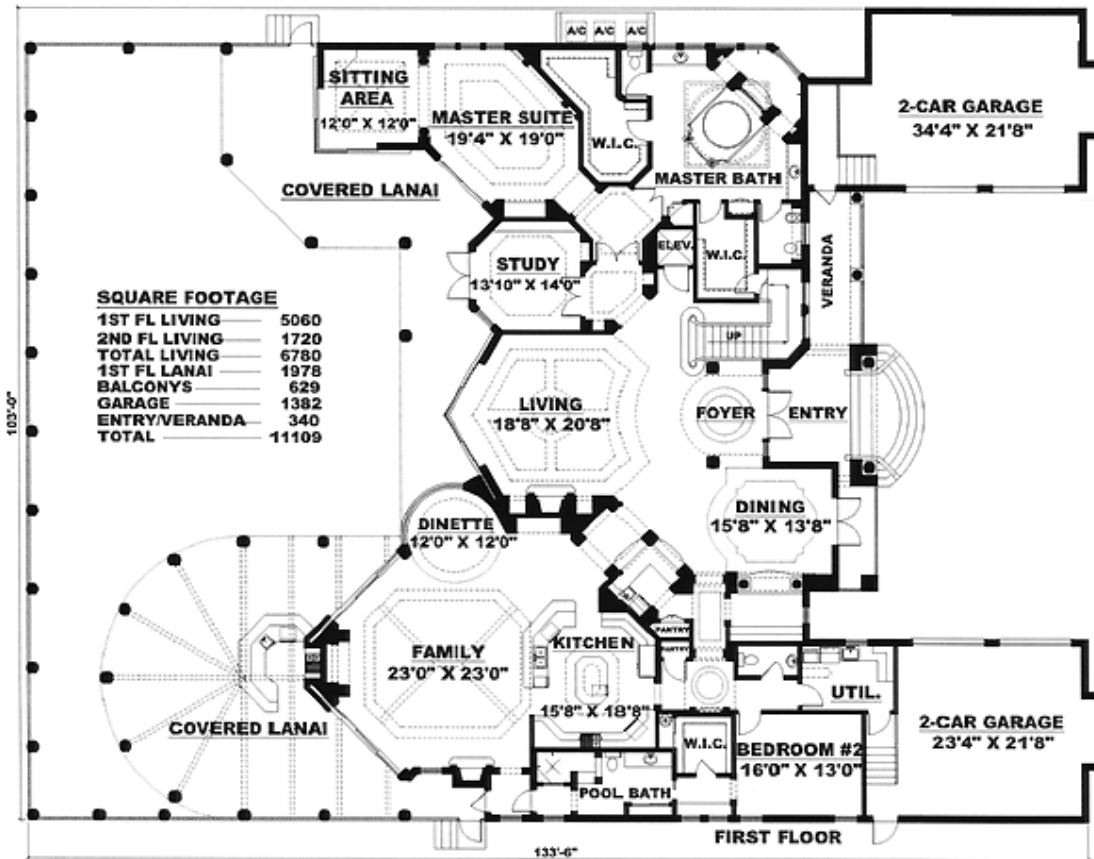 A/C A/C A/C
SITTING
AREA
12'0" X 12'0"
MASTER SUITE
19'4" X 19'0"
W.I.C.
MASTER BATH
2-CAR GARAGE
34'4" X 21'8"
COVERED LANAI
ELEV.
W.I.C.
VERANDA
STUDY
13'10" X 14'0"
UP
SQUARE FOOTAGE
1ST FL LIVING 5060
2ND FL LIVING 1720
TOTAL LIVING 6780
1ST FL LANAI 1978
BALCONYS 629
GARAGE 1382
ENTRY/VERANDA 340
TOTAL 11109
103'-0"
LIVING
18'8" X 20'8"
FOYER
ENTRY
DINING
15'8" X 13'8"
DINETTE
12'0" X 12'0"
FAMILY
23'0" X 23'0"
KITCHEN
15'8" X 18'8"
PANTRY
PANTRY
UTIL.
COVERED LANAI
W.I.C.
BEDROOM #2
16'0" X 13'0"
2-CAR GARAGE
23'4" X 21'8"
POOL BATH
FIRST FLOOR
133'-6"